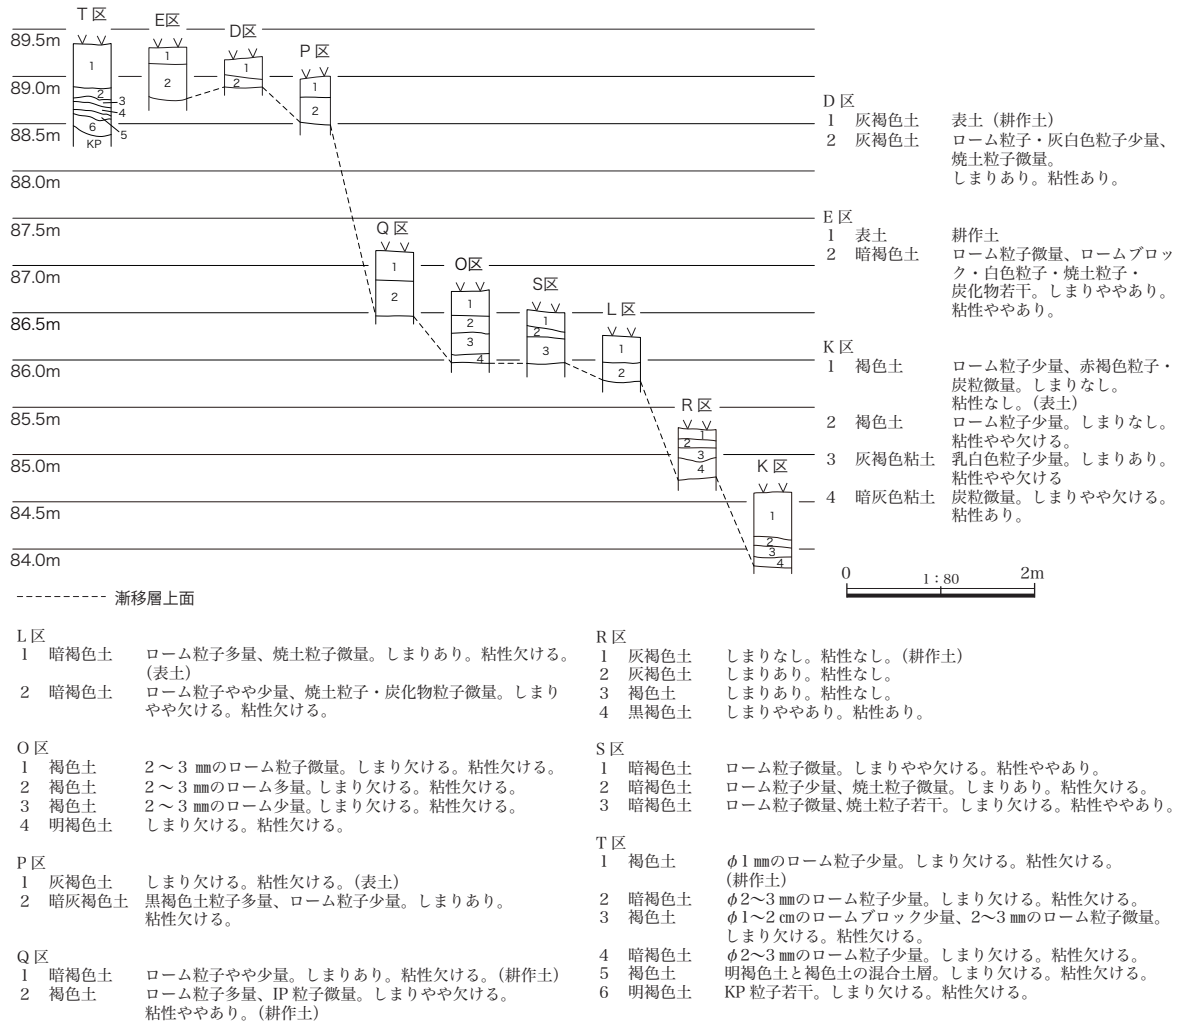 T 区
E区
D区
P 区
89.5m
89.0m
88.5m
88.0m
87.5m
87.0m
86.5m
86.0m
85.5m
85.0m
84.5m
84.0m
1
2
3
4
5
6
KP
1
2
1
2
1
2
Q 区
1
2
O区
1
2
3
4
S区
1
2
3
L 区
1
2
R 区
1
2
3
4
K 区
1
2
3
4
漸移層上面
0
1：80
2m
D 区
1 灰褐色土 表土（耕作土）
2 灰褐色土 ローム粒子・灰白色粒子少量、
焼土粒子微量。
しまりあり。粘性あり。
E 区
1 表土 耕作土
2 暗褐色土 ローム粒子微量、ロームブロッ
ク・白色粒子・焼土粒子・
炭化物若干。しまりややあり。
粘性ややあり。
K 区
1 褐色土 ローム粒子少量、赤褐色粒子・
炭粒微量。しまりなし。
粘性なし。（表土）
2 褐色土 ローム粒子少量。しまりなし。
粘性やや欠ける。
3 灰褐色粘土 乳白色粒子少量。しまりあり。
粘性やや欠ける
4 暗灰色粘土 炭粒微量。しまりやや欠ける。
粘性あり。
L 区
1 暗褐色土 ローム粒子多量、焼土粒子微量。しまりあり。粘性欠ける。
（表土）
2 暗褐色土 ローム粒子やや少量、焼土粒子・炭化物粒子微量。しまり
やや欠ける。粘性欠ける。
O 区
1 褐色土 2～3 ㎜のローム粒子微量。しまり欠ける。粘性欠ける。
2 褐色土 2～3 ㎜のローム多量。しまり欠ける。粘性欠ける。
3 褐色土 2～3 ㎜のローム少量。しまり欠ける。粘性欠ける。
4 明褐色土 しまり欠ける。粘性欠ける。
P 区
1 灰褐色土 しまり欠ける。粘性欠ける。（表土）
2 暗灰褐色土 黒褐色土粒子多量、ローム粒子少量。しまりあり。
粘性欠ける。
Q 区
1 暗褐色土 ローム粒子やや少量。しまりあり。粘性欠ける。（耕作土）
2 褐色土 ローム粒子多量、IP 粒子微量。しまりやや欠ける。
粘性ややあり。（耕作土）
R 区
1 灰褐色土 しまりなし。粘性なし。（耕作土）
2 灰褐色土 しまりあり。粘性なし。
3 褐色土 しまりあり。粘性なし。
4 黒褐色土 しまりややあり。粘性あり。
S 区
1 暗褐色土 ローム粒子微量。しまりやや欠ける。粘性ややあり。
2 暗褐色土 ローム粒子少量、焼土粒子微量。しまりあり。粘性欠ける。
3 暗褐色土 ローム粒子微量、焼土粒子若干。しまり欠ける。粘性ややあり。
T 区
1 褐色土 φ1 ㎜のローム粒子少量。しまり欠ける。粘性欠ける。
（耕作土）
2 暗褐色土 φ2～3 ㎜のローム粒子少量。しまり欠ける。粘性欠ける。
3 褐色土 φ1～2 ㎝のロームブロック少量、2～3 ㎜のローム粒子微量。
しまり欠ける。粘性欠ける。
4 暗褐色土 φ2～3 ㎜のローム粒子少量。しまり欠ける。粘性欠ける。
5 褐色土 明褐色土と褐色土の混合土層。しまり欠ける。粘性欠ける。
6 明褐色土 KP 粒子若干。しまり欠ける。粘性欠ける。